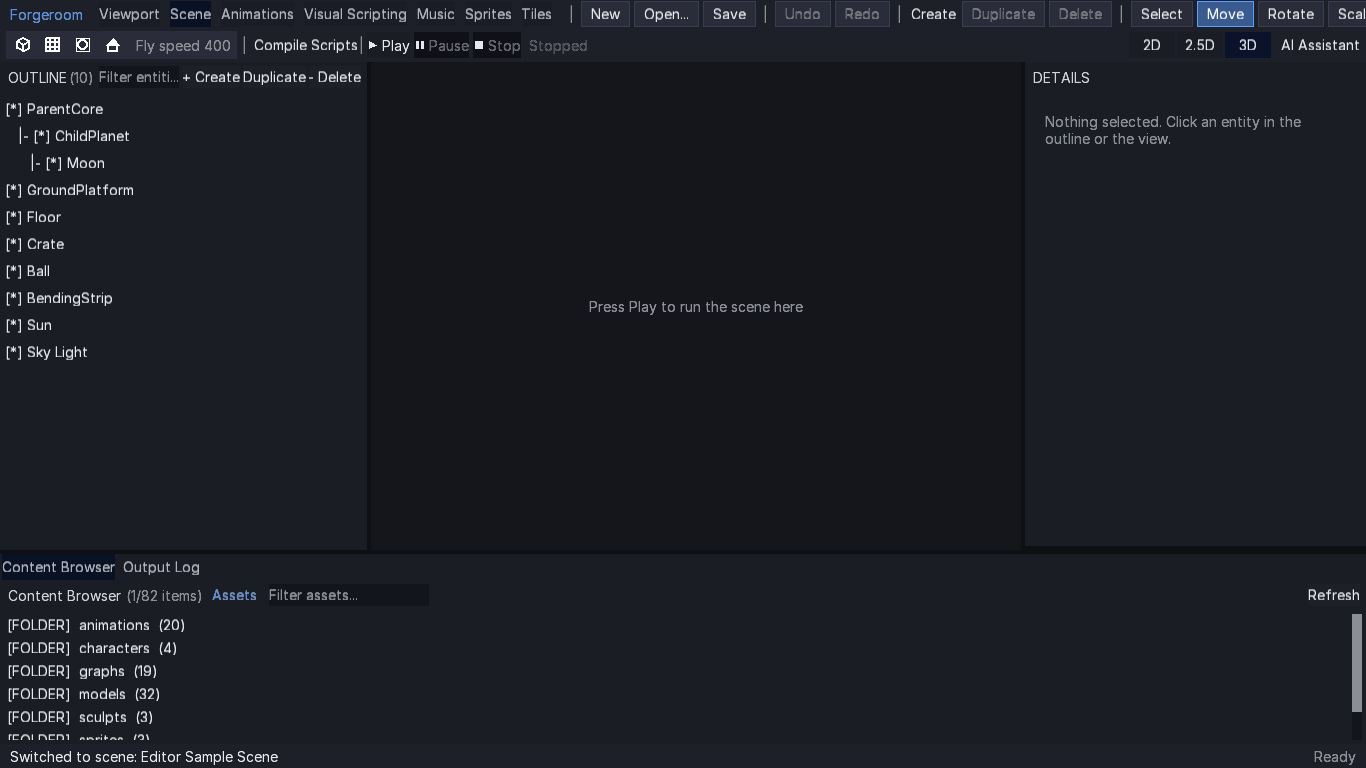 Forgeroom Viewport Scene Animations Visual Scripting Music Sprites Tiles | New Open... Save | Undo Redo | Create Duplicate Delete | Select Move Rotate Scal
Fly speed 400 | Compile Scripts | Play Pause Stop Stopped 2D 2.5D 3D AI Assistant
OUTLINE (10) Filter entiti... + Create Duplicate - Delete
DETAILS
[*] ParentCore
|- [*] ChildPlanet
|- [*] Moon
[*] GroundPlatform
[*] Floor
[*] Crate
[*] Ball
[*] BendingStrip
[*] Sun
[*] Sky Light
Press Play to run the scene here
Nothing selected. Click an entity in the
outline or the view.
Content Browser Output Log
Content Browser (1/82 items) Assets Filter assets... Refresh
[FOLDER] animations (20)
[FOLDER] characters (4)
[FOLDER] graphs (19)
[FOLDER] models (32)
[FOLDER] sculpts (3)
[FOLDER] sprites (3)
Switched to scene: Editor Sample Scene Ready